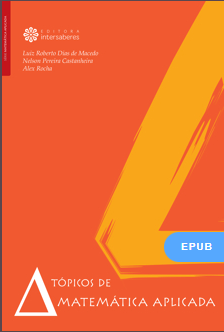 EDITORA
intersaberes
Luiz Roberto Dias de Macedo
Nelson Pereira Castanheira
Alex Rocha
EPUB
TÓPICOS DE
MATEMÁTICA APLICADA